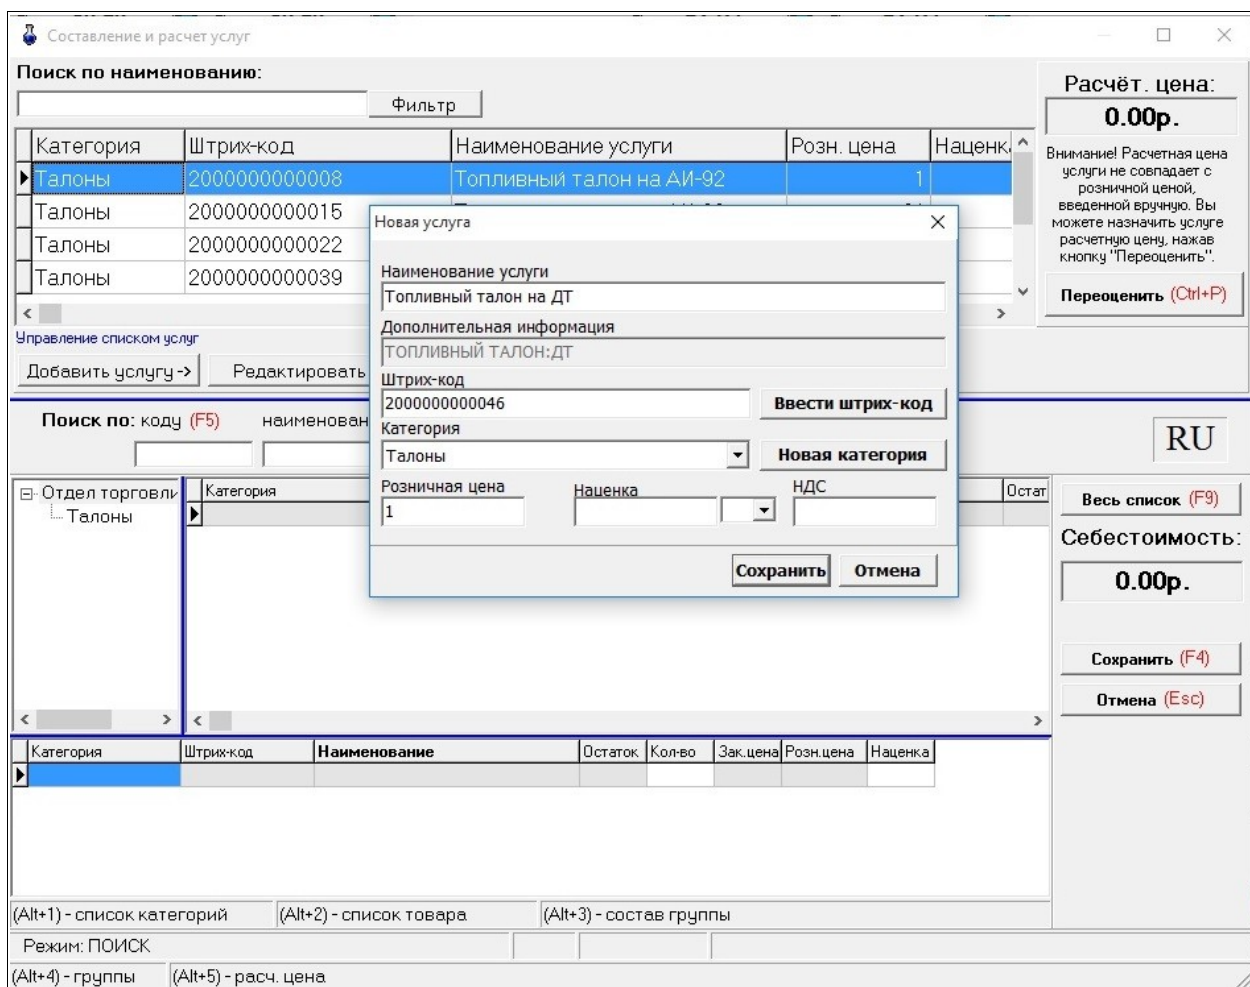 Составление и расчет услуг
Поиск по наименованию:
Фильтр
Расчёт. цена:
0.00р.
Категория Штрих-код Наименование услуги Розн. цена Наценк
Талоны 2000000000008 Топливный талон на АИ-92 1
Талоны 2000000000015
Талоны 2000000000022
Талоны 2000000000039
Внимание! Расчетная цена
услуги не совпадает с
розничной ценой,
введенной вручную. Вы
можете назначить услуге
расчетную цену, нажав
кнопку "Переоценить".
Переоценить (Ctrl+P)
Управление списком услуг
Добавить услугу -> Редактировать
Новая услуга
Наименование услуги
Топливный талон на ДТ
Дополнительная информация
ТОПЛИВНЫЙ ТАЛОН:ДТ
Штрих-код
2000000000046 Ввести штрих-код
Категория
Талоны Новая категория
Розничная цена Наценка НДС
1
Сохранить Отмена
Поиск по: коду (F5) наименован
RU
Отдел торговли
Талоны
Категория Остат
Весь список (F9)
Себестоимость:
0.00р.
Сохранить (F4)
Отмена (Esc)
Категория Штрих-код Наименование Остаток Кол-во Зак.цена Розн.цена Наценка
(Alt+1) - список категорий (Alt+2) - список товара (Alt+3) - состав группы
Режим: ПОИСК
(Alt+4) - группы (Alt+5) - расч. цена